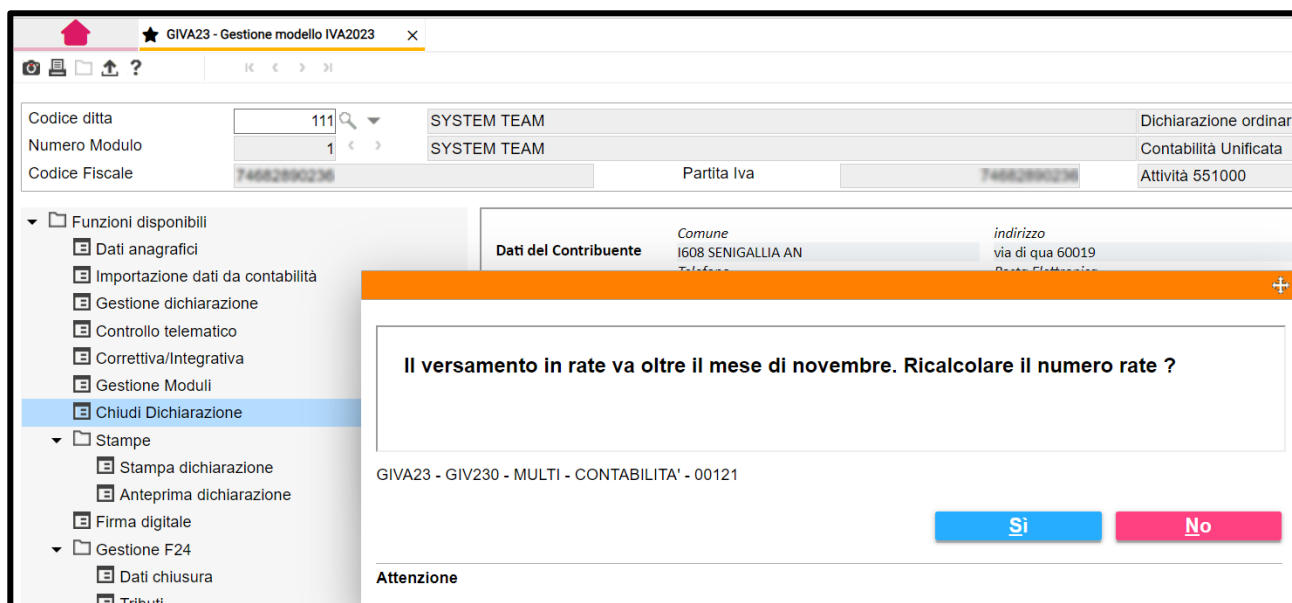 GIVA23 - Gestione modello IVA2023
Codice ditta 111 SYSTEM TEAM Dichiarazione ordinar
Numero Modulo 1 SYSTEM TEAM Contabilità Unificata
Codice Fiscale Partita Iva Attività 551000
Funzioni disponibili
Dati anagrafici
Importazione dati da contabilità
Gestione dichiarazione
Controllo telematico
Correttiva/Integrativa
Gestione Moduli
Chiudi Dichiarazione
Stampe
Stampa dichiarazione
Anteprima dichiarazione
Firma digitale
Gestione F24
Dati chiusura
Tributi
Comune indirizzo
Dati del Contribuente I608 SENIGALLIA AN via di qua 60019
Il versamento in rate va oltre il mese di novembre. Ricalcolare il numero rate ?
GIVA23 - GIV230 - MULTI - CONTABILITA' - 00121
Sì No
Attenzione